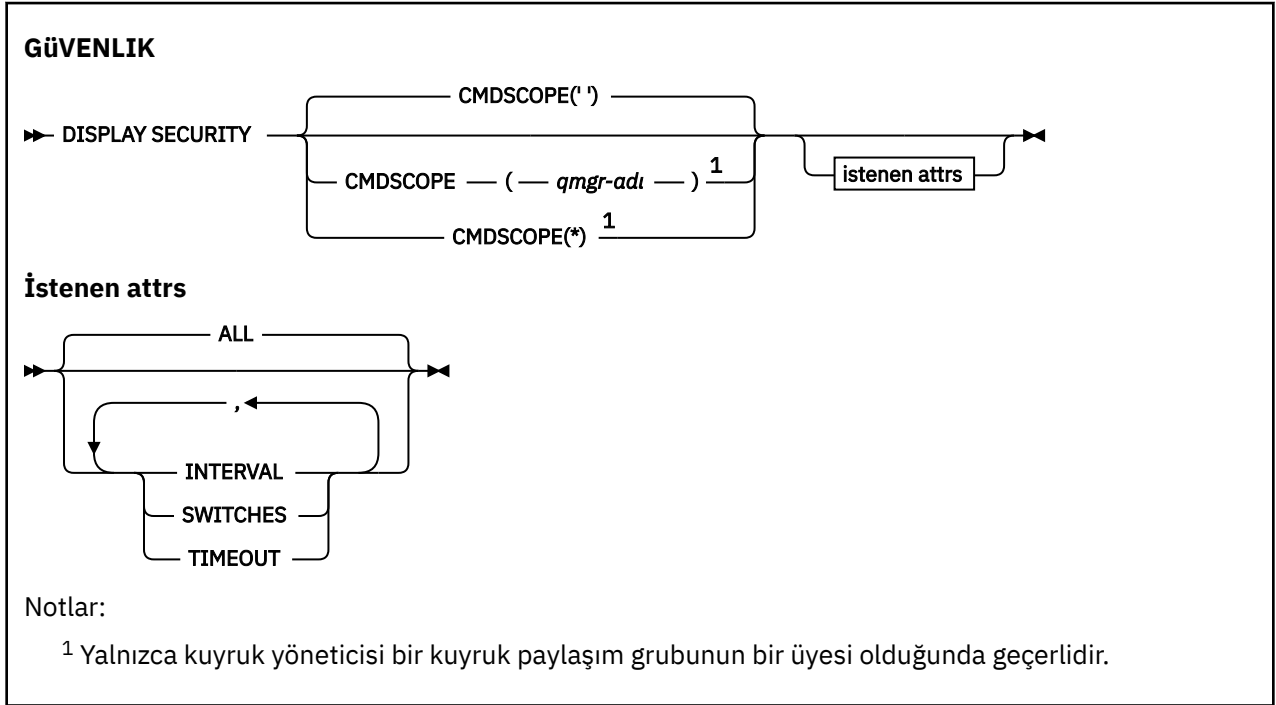 GüVENLIK
CMDSCOPE(' ')
DISPLAY SECURITY
CMDSCOPE ( qmgr-adı ) 1
istenen attrs
CMDSCOPE(*) 1
İstenen attrs
ALL
,
INTERVAL
SWITCHES
TIMEOUT
Notlar:
1 Yalnızca kuyruk yöneticisi bir kuyruk paylaşım grubunun bir üyesi olduğunda geçerlidir.